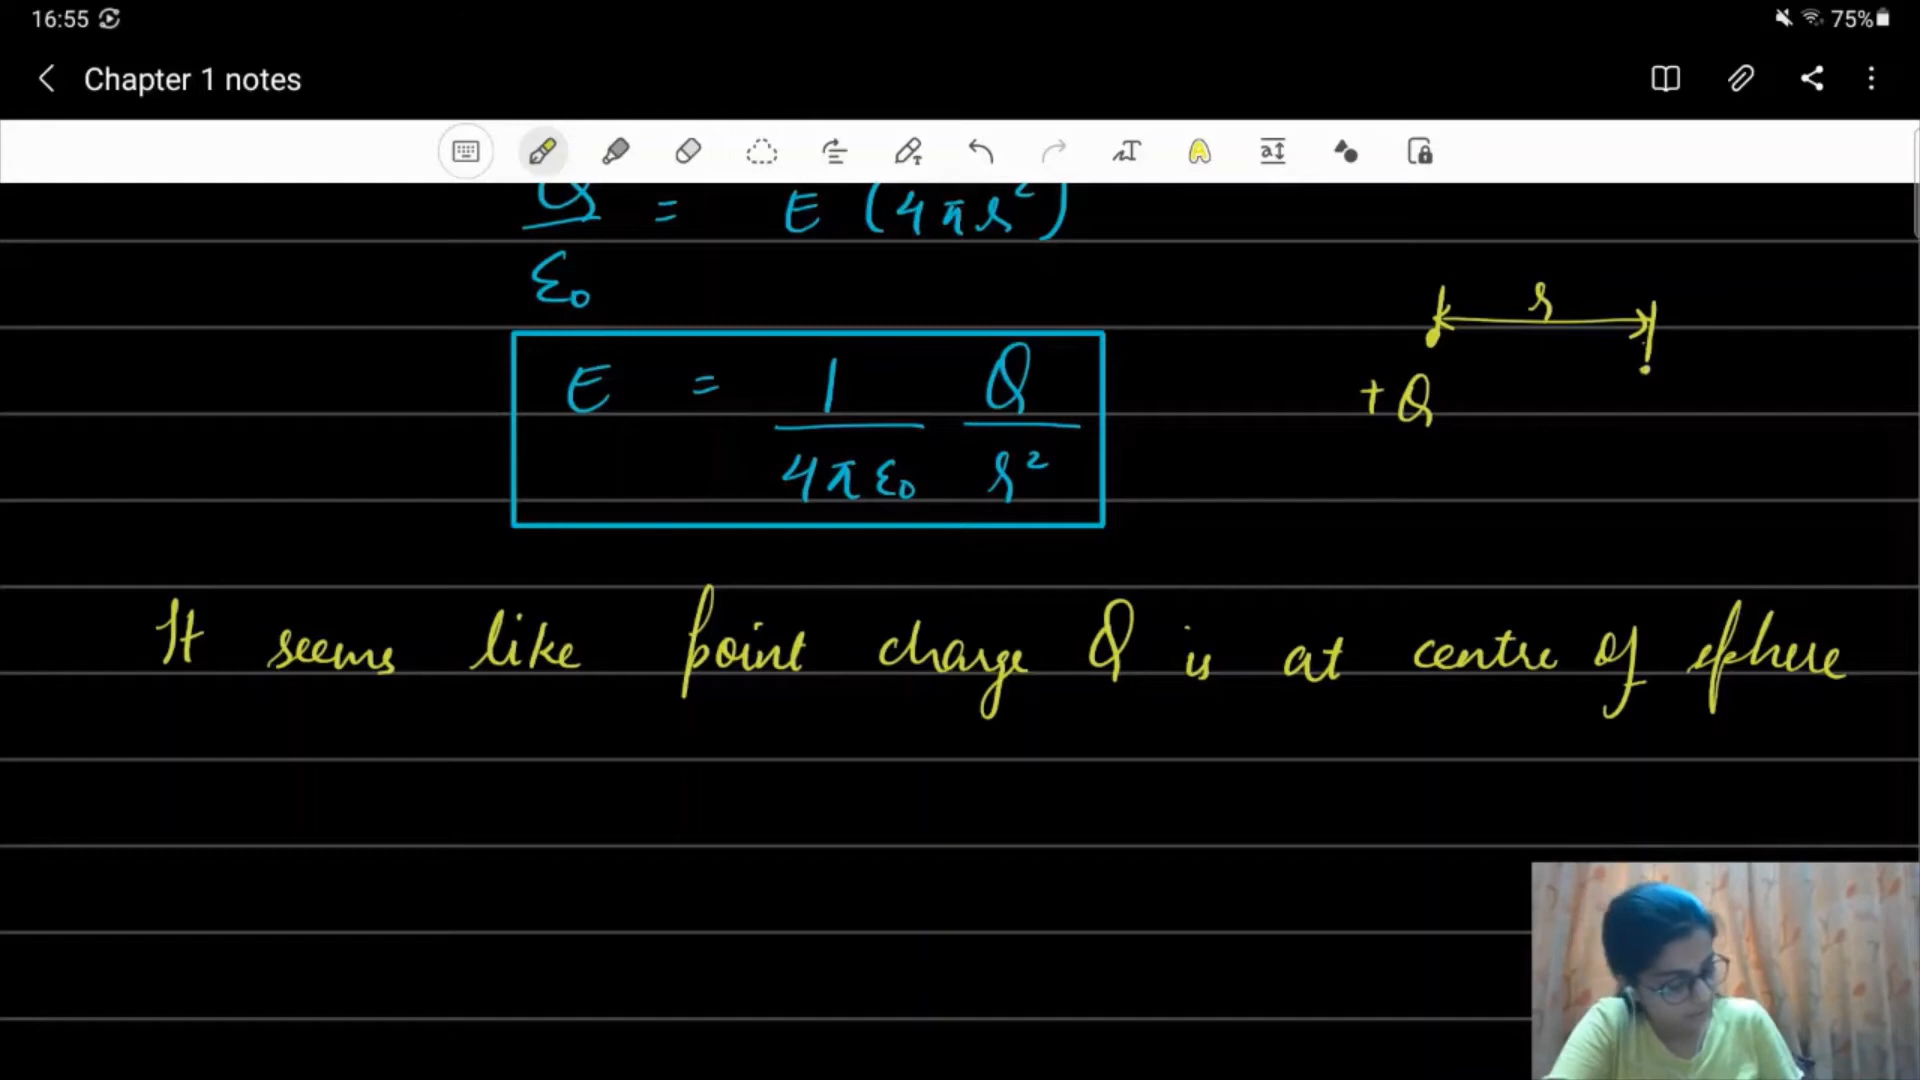 16:55
75%
Chapter 1 notes
Q/ε₀ = E (4πr²)
r
E = 1/4πε₀ Q/r²
+Q
It seems like point charge Q is at centre of sphere